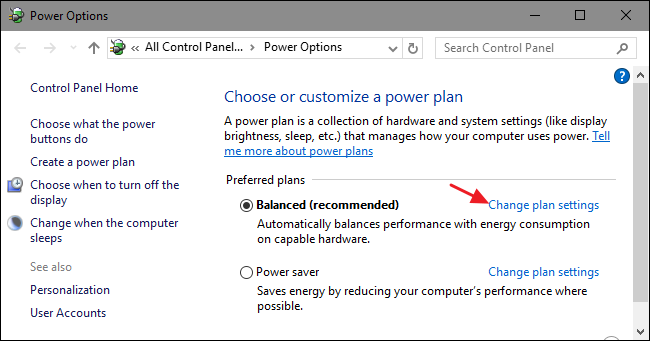 Power Options
« All Control Panel... > Power Options
Search Control Panel
?
Control Panel Home
Choose what the power
buttons do
Create a power plan
Choose when to turn off the
display
Change when the computer
sleeps
See also
Personalization
User Accounts
Choose or customize a power plan
A power plan is a collection of hardware and system settings (like display
brightness, sleep, etc.) that manages how your computer uses power. Tell
me more about power plans
Preferred plans
Balanced (recommended) Change plan settings
Automatically balances performance with energy consumption
on capable hardware.
Power saver Change plan settings
Saves energy by reducing your computer's performance where
possible.